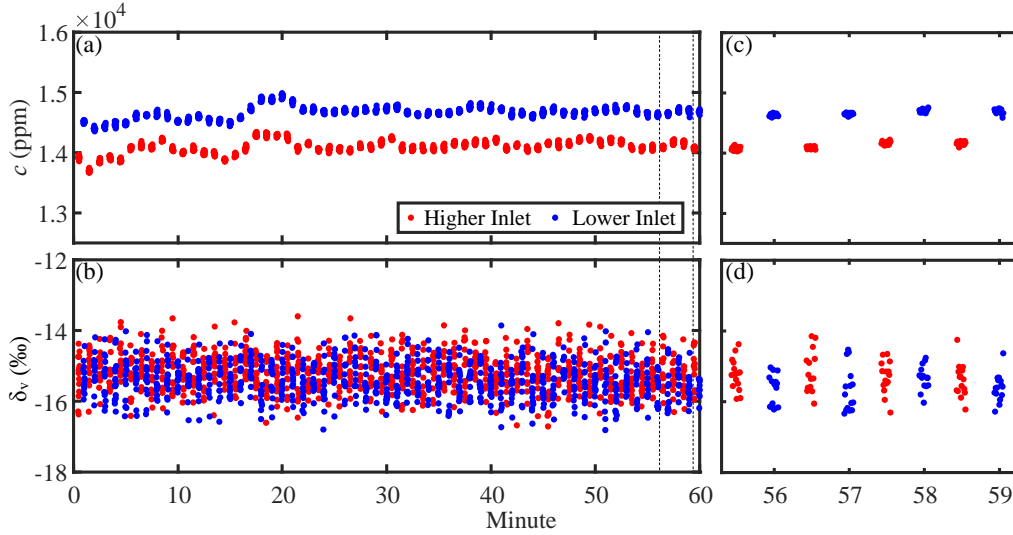 ×10⁴
(a)
(c)
1.6
1.5
1.4
1.3
c (ppm)
Higher Inlet
Lower Inlet
(b)
(d)
-12
-14
-16
-18
δᵥ (‰)
0 10 20 30 40 50 60
56 57 58 59
Minute